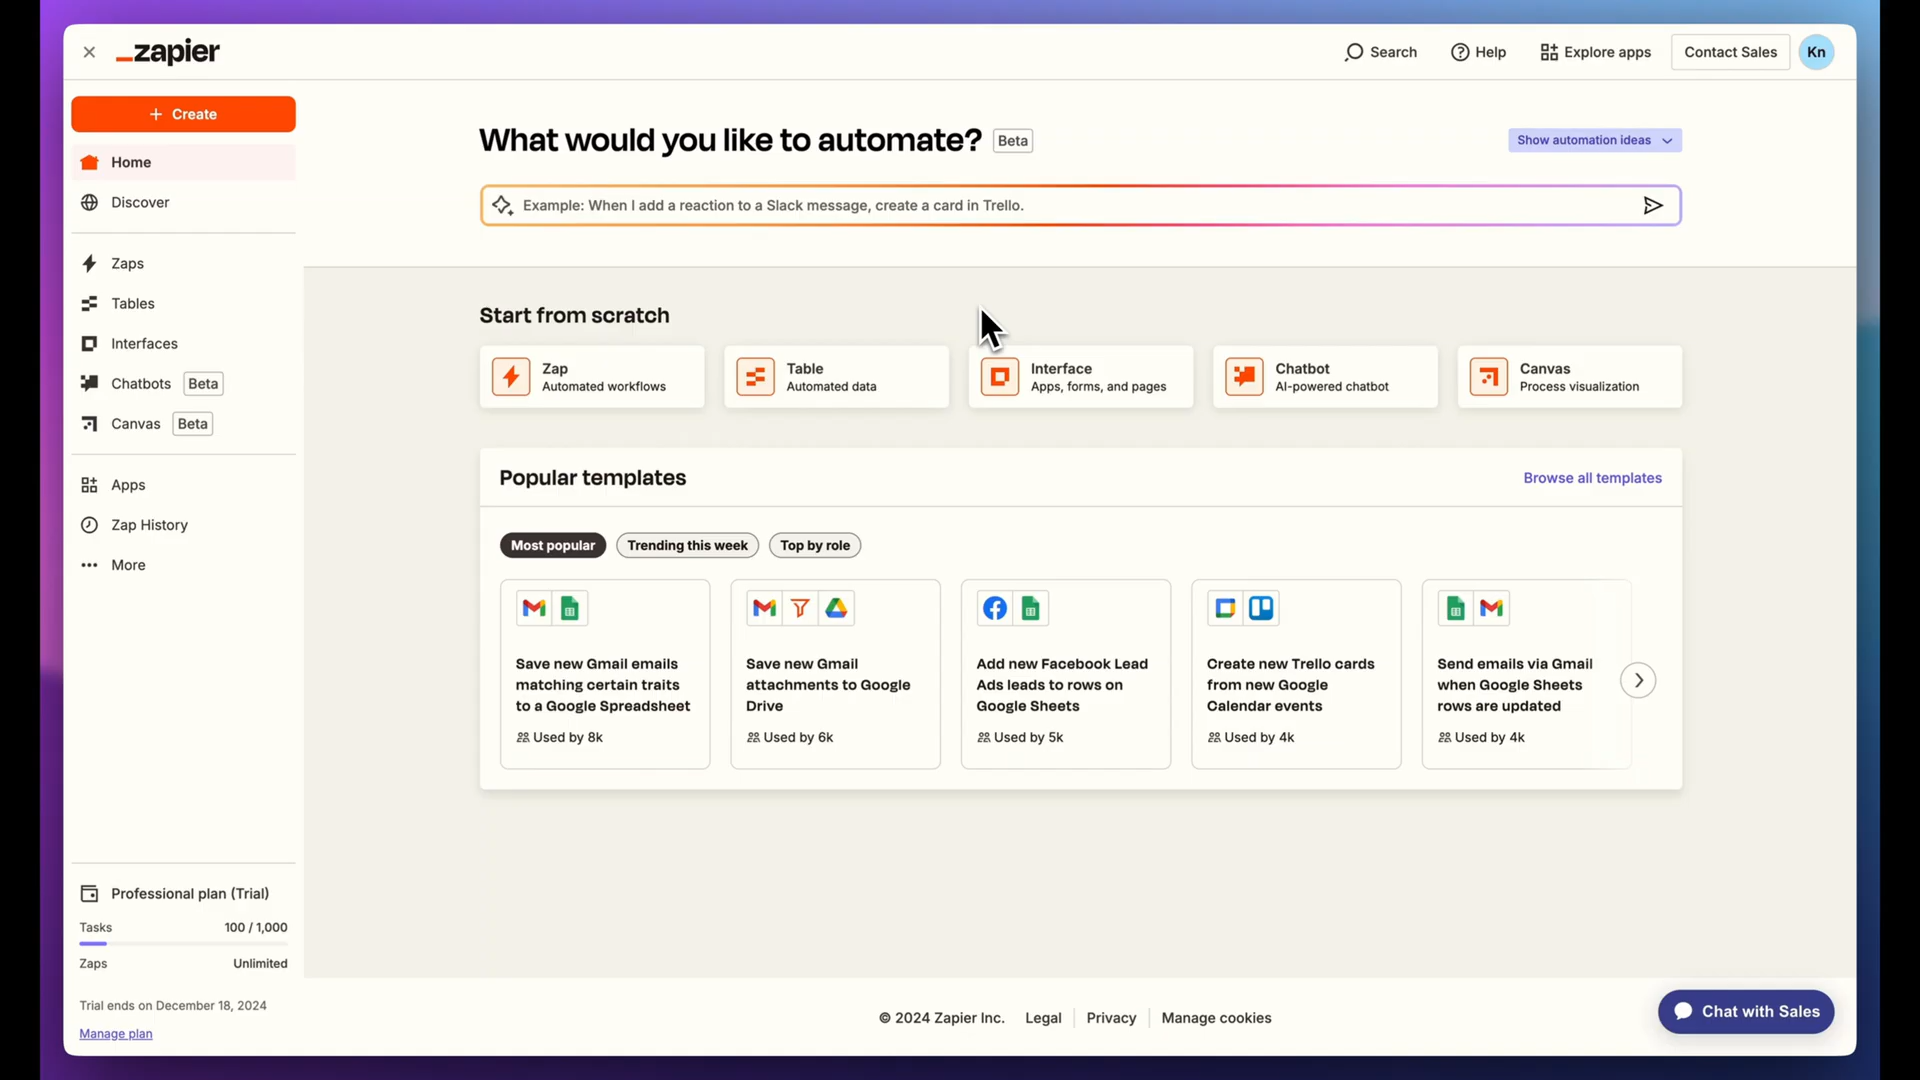 zapier
Search
Help
Explore apps
Contact Sales
Kn
Create
Home
Discover
Zaps
Tables
Interfaces
Chatbots Beta
Canvas Beta
Apps
Zap History
More
Professional plan (Trial)
Tasks 100 / 1,000
Zaps Unlimited
Trial ends on December 18, 2024
Manage plan
What would you like to automate? Beta
Show automation ideas
Example: When I add a reaction to a Slack message, create a card in Trello.
Start from scratch
Zap
Automated workflows
Table
Automated data
Interface
Apps, forms, and pages
Chatbot
AI-powered chatbot
Canvas
Process visualization
Popular templates
Browse all templates
Most popular
Trending this week
Top by role
Save new Gmail emails
matching certain traits
to a Google Spreadsheet
Used by 8k
Save new Gmail
attachments to Google
Drive
Used by 6k
Add new Facebook Lead
Ads leads to rows on
Google Sheets
Used by 5k
Create new Trello cards
from new Google
Calendar events
Used by 4k
Send emails via Gmail
when Google Sheets
rows are updated
Used by 4k
© 2024 Zapier Inc.
Legal
Privacy
Manage cookies
Chat with Sales